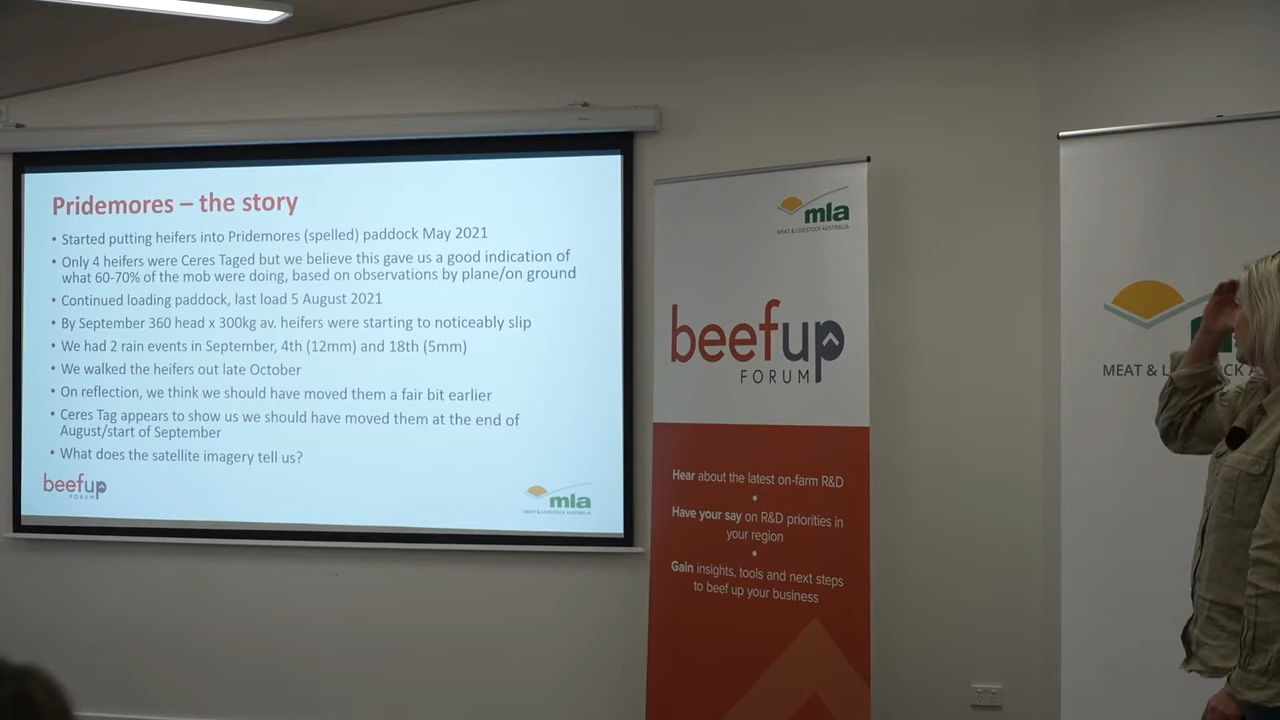 Pridemores – the story
• Started putting heifers into Pridemores (spelled) paddock May 2021
• Only 4 heifers were Ceres Taged but we believe this gave us a good indication of
what 60-70% of the mob were doing, based on observations by plane/on ground
• Continued loading paddock, last load 5 August 2021
• By September 360 head x 300kg av. heifers were starting to noticeably slip
• We had 2 rain events in September, 4th (12mm) and 18th (5mm)
• We walked the heifers out late October
• On reflection, we think we should have moved them a fair bit earlier
• Ceres Tag appears to show us we should have moved them at the end of
August/start of September
• What does the satellite imagery tell us?
beefup
FORUM
mla
MEAT & LIVESTOCK AUSTRALIA
mla
MEAT & LIVESTOCK AUSTRALIA
beefup
FORUM
Hear about the latest on-farm R&D
•
Have your say on R&D priorities in
your region
•
Gain insights, tools and next steps
to beef up your business
MEAT &